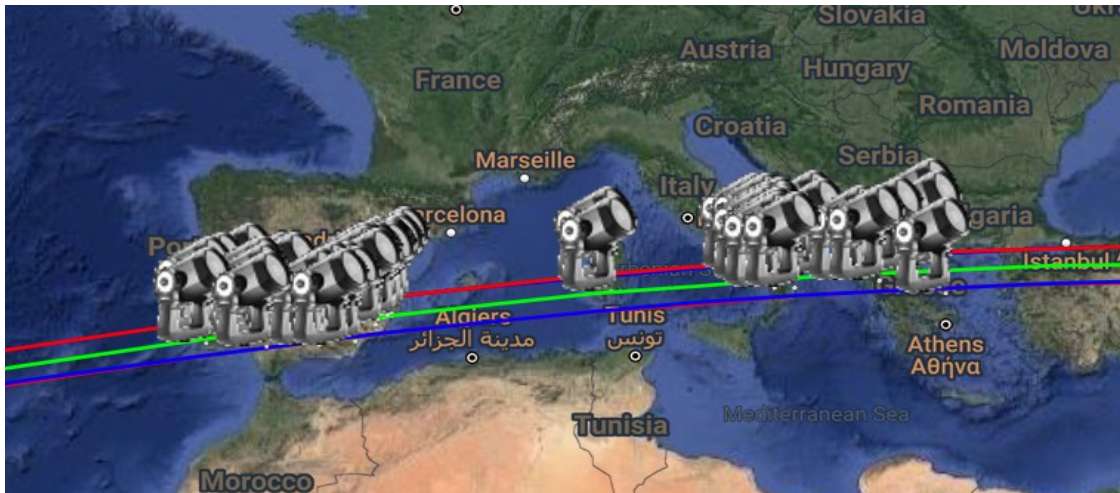 Slovakia
Austria
Moldova
Hungary
France
Romania
Croatia
Serbia
Marseille
Italy
rcelona
Po
garia
Istanbul
Algiers
Tunis
مدينة الجزائر
تونس
Athens
Αθήνα
Mediterranean Sea
Tunisia
Morocco